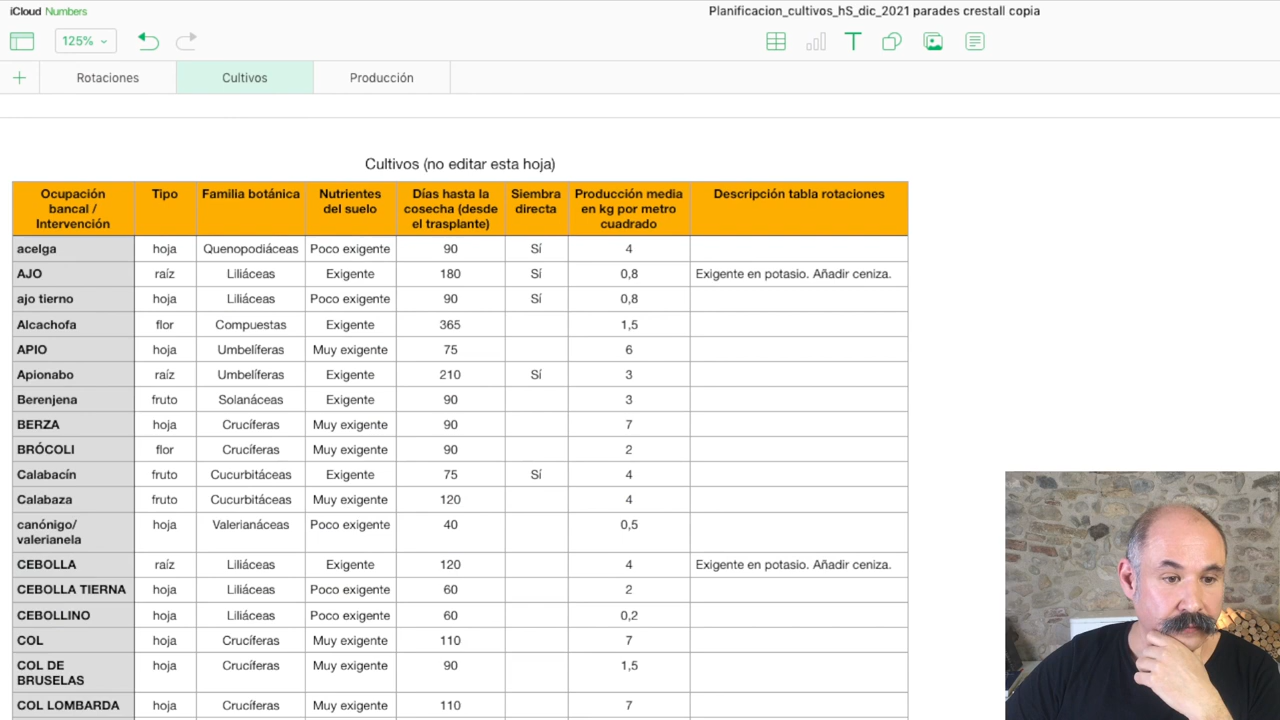 iCloud Numbers
Planificacion_cultivos_hS_dic_2021 parades crestall copia
125%
Rotaciones Cultivos Producción
Cultivos (no editar esta hoja)
Ocupación bancal / Intervención Tipo Familia botánica Nutrientes del suelo Días hasta la cosecha (desde el trasplante) Siembra directa Producción media en kg por metro cuadrado Descripción tabla rotaciones
acelga hoja Quenopodiáceas Poco exigente 90 Sí 4
AJO raíz Liliáceas Exigente 180 Sí 0,8 Exigente en potasio. Añadir ceniza.
ajo tierno hoja Liliáceas Poco exigente 90 Sí 0,8
Alcachofa flor Compuestas Exigente 365 1,5
APIO hoja Umbelíferas Muy exigente 75 6
Apionabo raíz Umbelíferas Exigente 210 Sí 3
Berenjena fruto Solanáceas Exigente 90 3
BERZA hoja Crucíferas Muy exigente 90 7
BRÓCOLI flor Crucíferas Muy exigente 90 2
Calabacín fruto Cucurbitáceas Exigente 75 Sí 4
Calabaza fruto Cucurbitáceas Muy exigente 120 4
canónigo/ valerianela hoja Valerianáceas Poco exigente 40 0,5
CEBOLLA raíz Liliáceas Exigente 120 4 Exigente en potasio. Añadir ceniza.
CEBOLLA TIERNA hoja Liliáceas Poco exigente 60 2
CEBOLLINO hoja Liliáceas Poco exigente 60 0,2
COL hoja Crucíferas Muy exigente 110 7
COL DE BRUSELAS hoja Crucíferas Muy exigente 90 1,5
COL LOMBARDA hoja Crucíferas Muy exigente 110 7